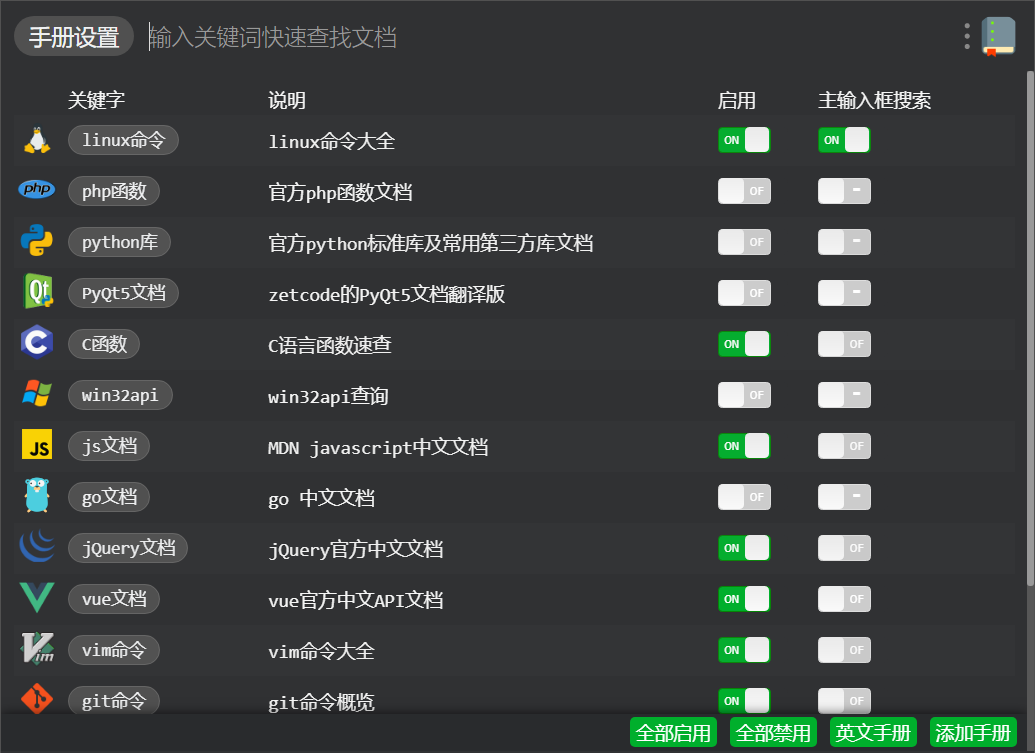 手册设置 输入关键词快速查找文档
关键字 说明 启用 主输入框搜索
linux命令 linux命令大全 ON ON
php php函数 官方php函数文档 OF -
python库 官方python标准库及常用第三方库文档 OF -
Qt PyQt5文档 zetcode的PyQt5文档翻译版 OF -
C C函数 C语言函数速查 ON OF
win32api win32api查询 OF -
JS js文档 MDN javascript中文文档 ON OF
go文档 go 中文文档 OF -
jQuery文档 jQuery官方中文文档 ON OF
vue文档 vue官方中文API文档 ON OF
Vim vim命令 vim命令大全 ON OF
git命令 git命令概览 ON OF
全部启用 全部禁用 英文手册 添加手册